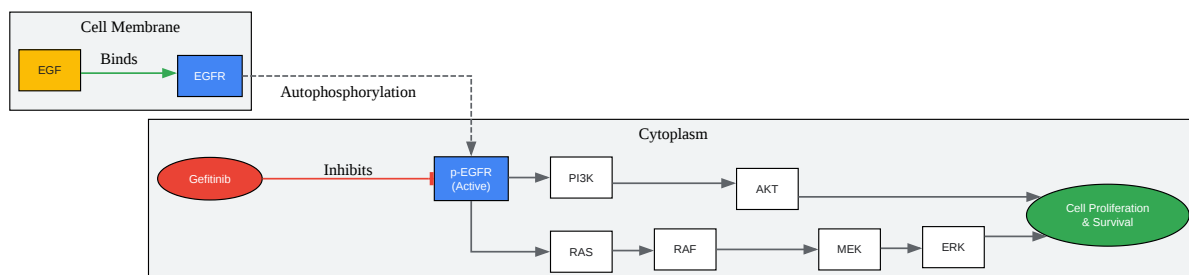 Cell Membrane
EGF
Binds
EGFR
Autophosphorylation
Cytoplasm
Gefitinib
Inhibits
p-EGFR
(Active)
PI3K
AKT
Cell Proliferation
& Survival
RAS
RAF
MEK
ERK